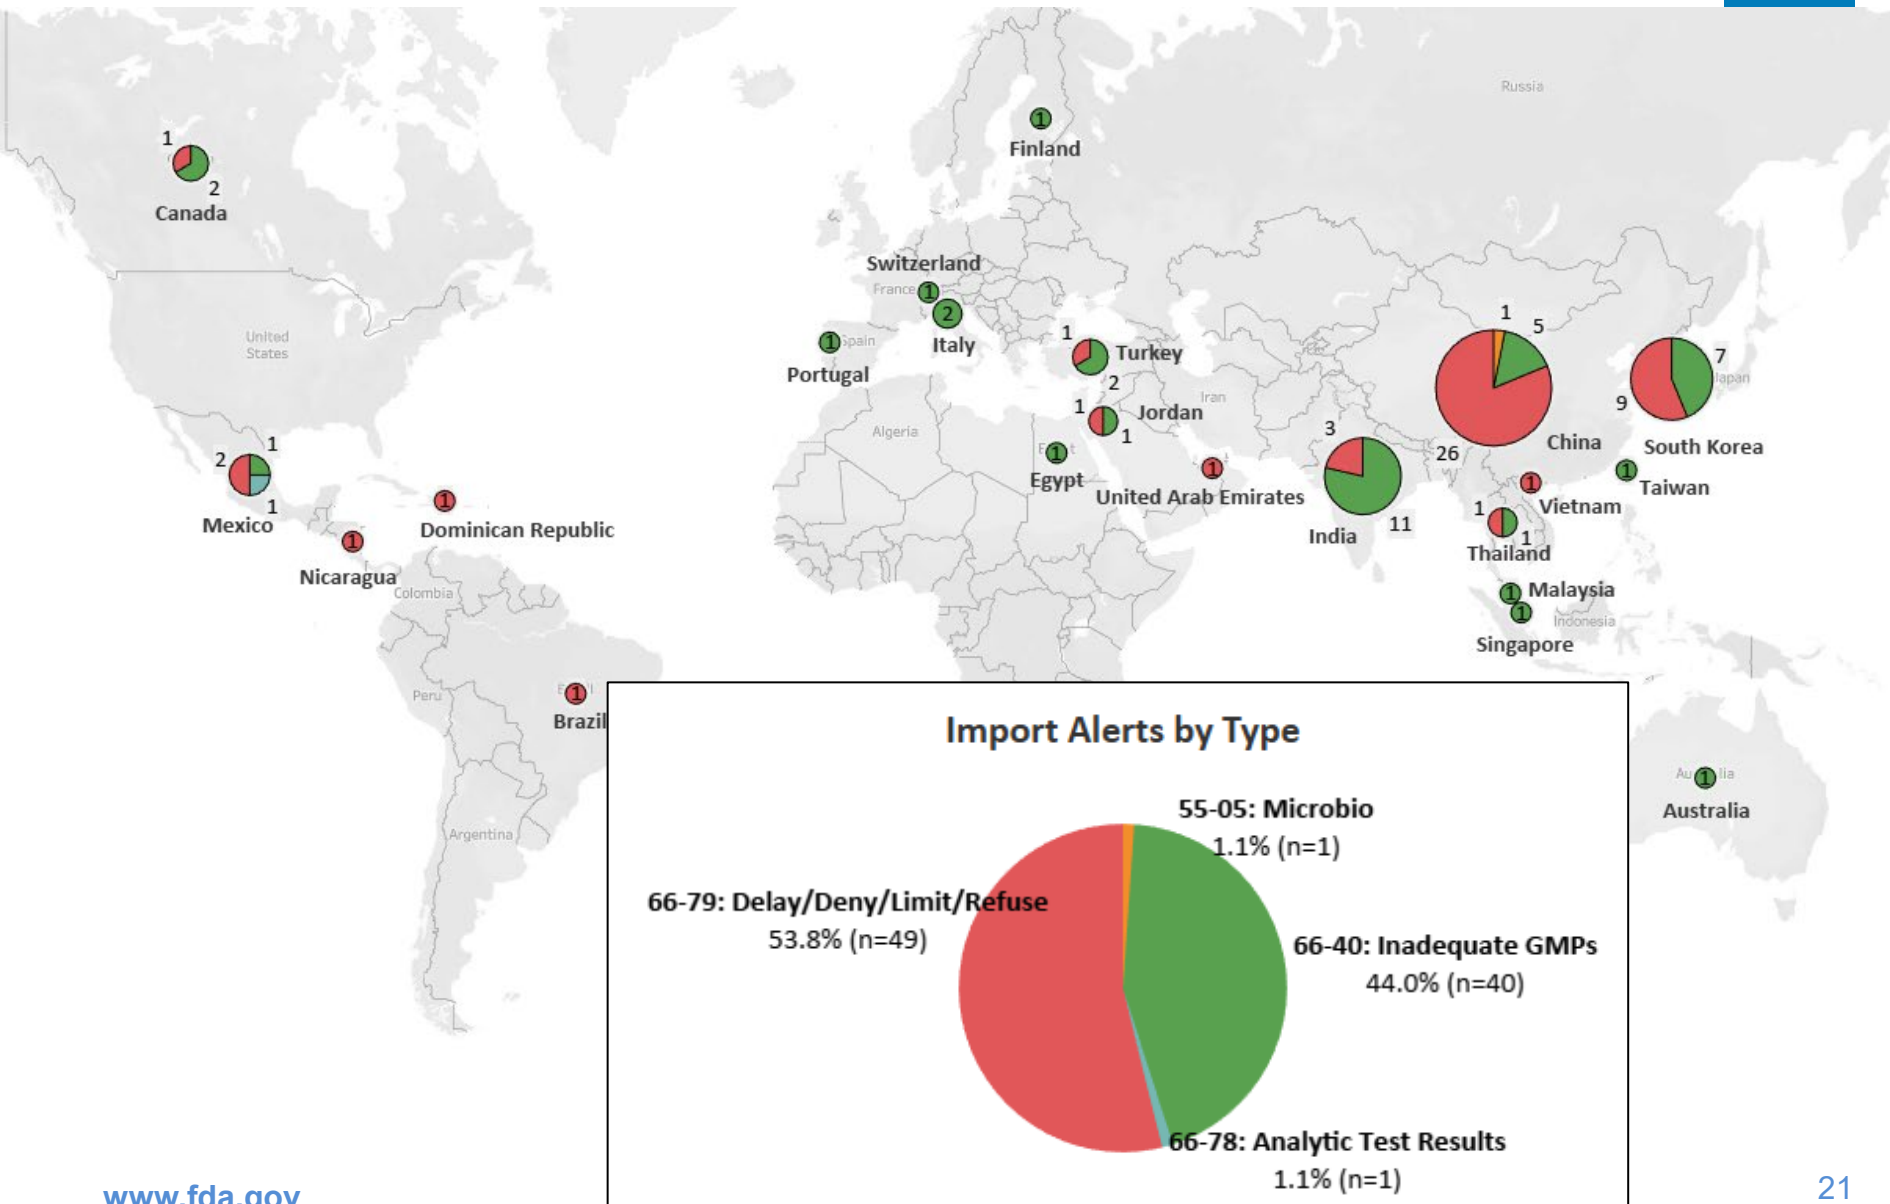 Russia
1
Finland
1
2
Canada
Switzerland
France
1
2
Italy
United
States
1
Spain
Portugal
1
Turkey
2
1
Jordan
1
Iran
Algeria
1
Egypt
1
United Arab Emirates
3
India
11
1
5
26
China
7
9
Japan
South Korea
1
Taiwan
1
Vietnam
1
1
Thailand
1
Malaysia
1
Indonesia
Singapore
2
1
1
Mexico
1
Dominican Republic
1
Nicaragua
Colombia
Peru
1
Brazil
Argentina
1
Australia
Import Alerts by Type
55-05: Microbio
1.1% (n=1)
66-79: Delay/Deny/Limit/Refuse
53.8% (n=49)
66-40: Inadequate GMPs
44.0% (n=40)
66-78: Analytic Test Results
1.1% (n=1)
www.fda.gov
21